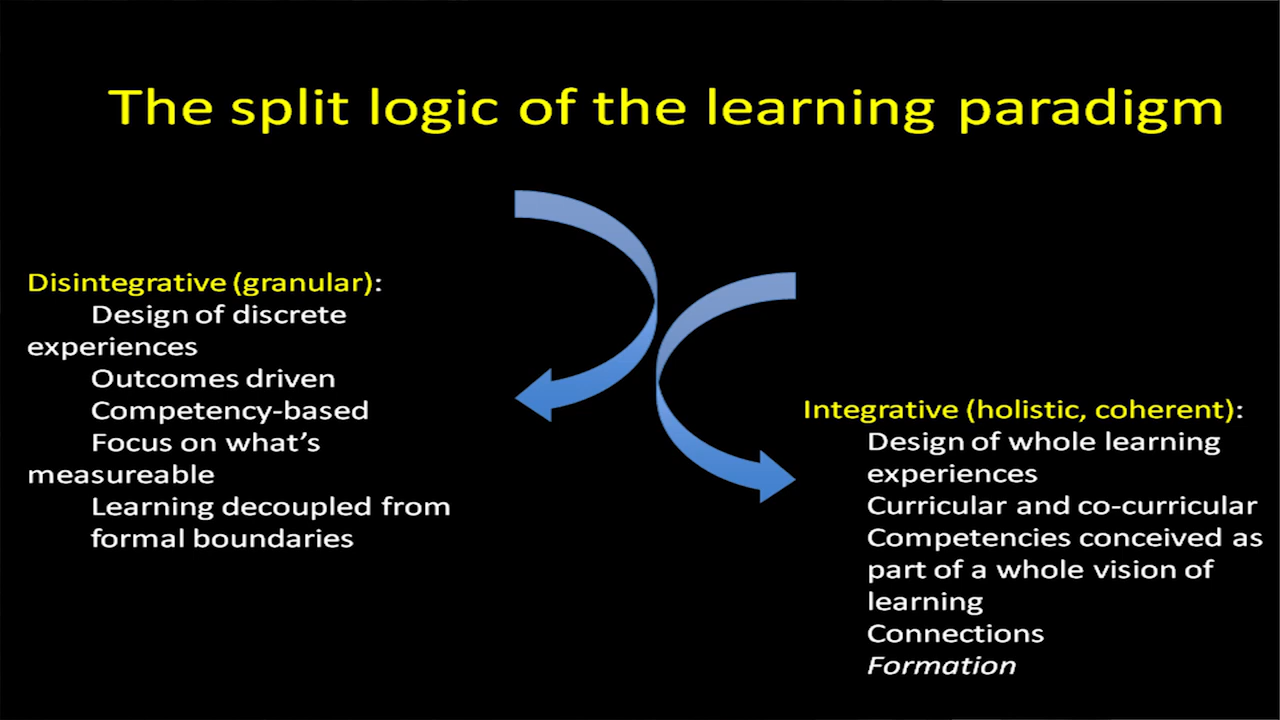 The split logic of the learning paradigm
Disintegrative (granular):
Design of discrete
experiences
Outcomes driven
Competency-based
Focus on what’s
measureable
Learning decoupled from
formal boundaries
Integrative (holistic, coherent):
Design of whole learning
experiences
Curricular and co-curricular
Competencies conceived as
part of a whole vision of
learning
Connections
Formation